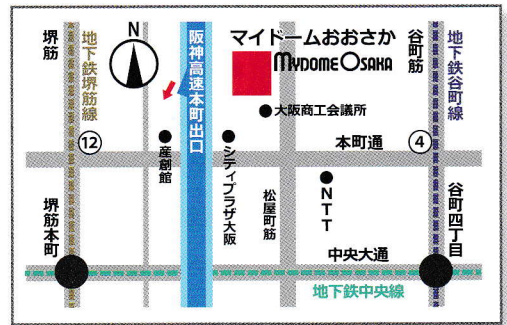 堺筋
地下鉄堺筋線
N
阪神高速本町出口
マイドームおおさか
MYDOME OSAKA
大阪商工会議所
谷町筋
地下鉄谷町線
12
産創館
シティプラザ大阪
本町通
4
松屋町筋
NTT
堺筋本町
谷町四丁目
中央大通
地下鉄中央線